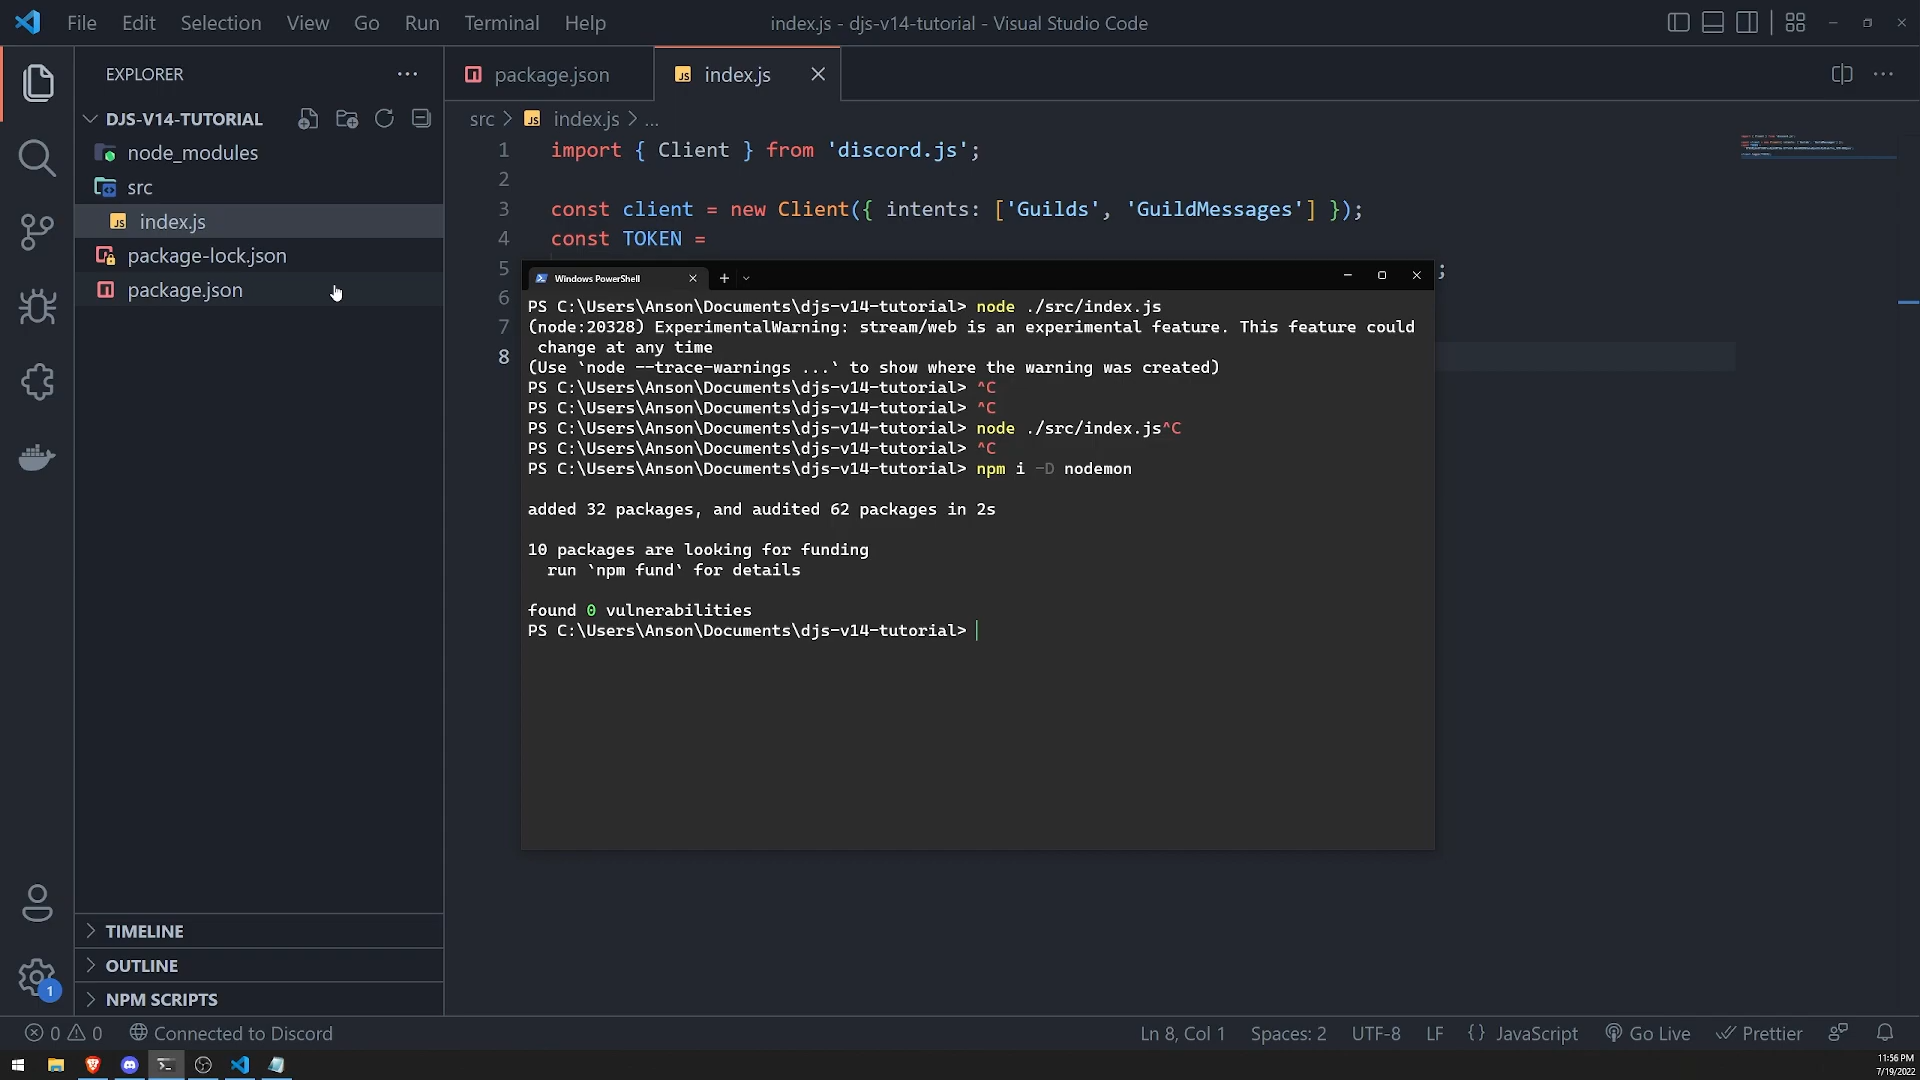 File Edit Selection View Go Run Terminal Help
index.js - djs-v14-tutorial - Visual Studio Code
EXPLORER
DJS-V14-TUTORIAL
node_modules
src
JS index.js
package-lock.json
package.json
TIMELINE
OUTLINE
NPM SCRIPTS
package.json
JS index.js
src > JS index.js > ...
1 import { Client } from 'discord.js';
2
3 const client = new Client({ intents: ['Guilds', 'GuildMessages'] });
4 const TOKEN =
5 ;
6
7
8
Windows PowerShell
PS C:\Users\Anson\Documents\djs-v14-tutorial> node ./src/index.js
(node:20328) ExperimentalWarning: stream/web is an experimental feature. This feature could
change at any time
(Use `node --trace-warnings ...` to show where the warning was created)
PS C:\Users\Anson\Documents\djs-v14-tutorial> ^C
PS C:\Users\Anson\Documents\djs-v14-tutorial> ^C
PS C:\Users\Anson\Documents\djs-v14-tutorial> node ./src/index.js^C
PS C:\Users\Anson\Documents\djs-v14-tutorial> ^C
PS C:\Users\Anson\Documents\djs-v14-tutorial> npm i -D nodemon
added 32 packages, and audited 62 packages in 2s
10 packages are looking for funding
run `npm fund` for details
found 0 vulnerabilities
PS C:\Users\Anson\Documents\djs-v14-tutorial>
1
0 0 Connected to Discord
Ln 8, Col 1 Spaces: 2 UTF-8 LF {} JavaScript Go Live Prettier
11:56 PM
7/19/2022